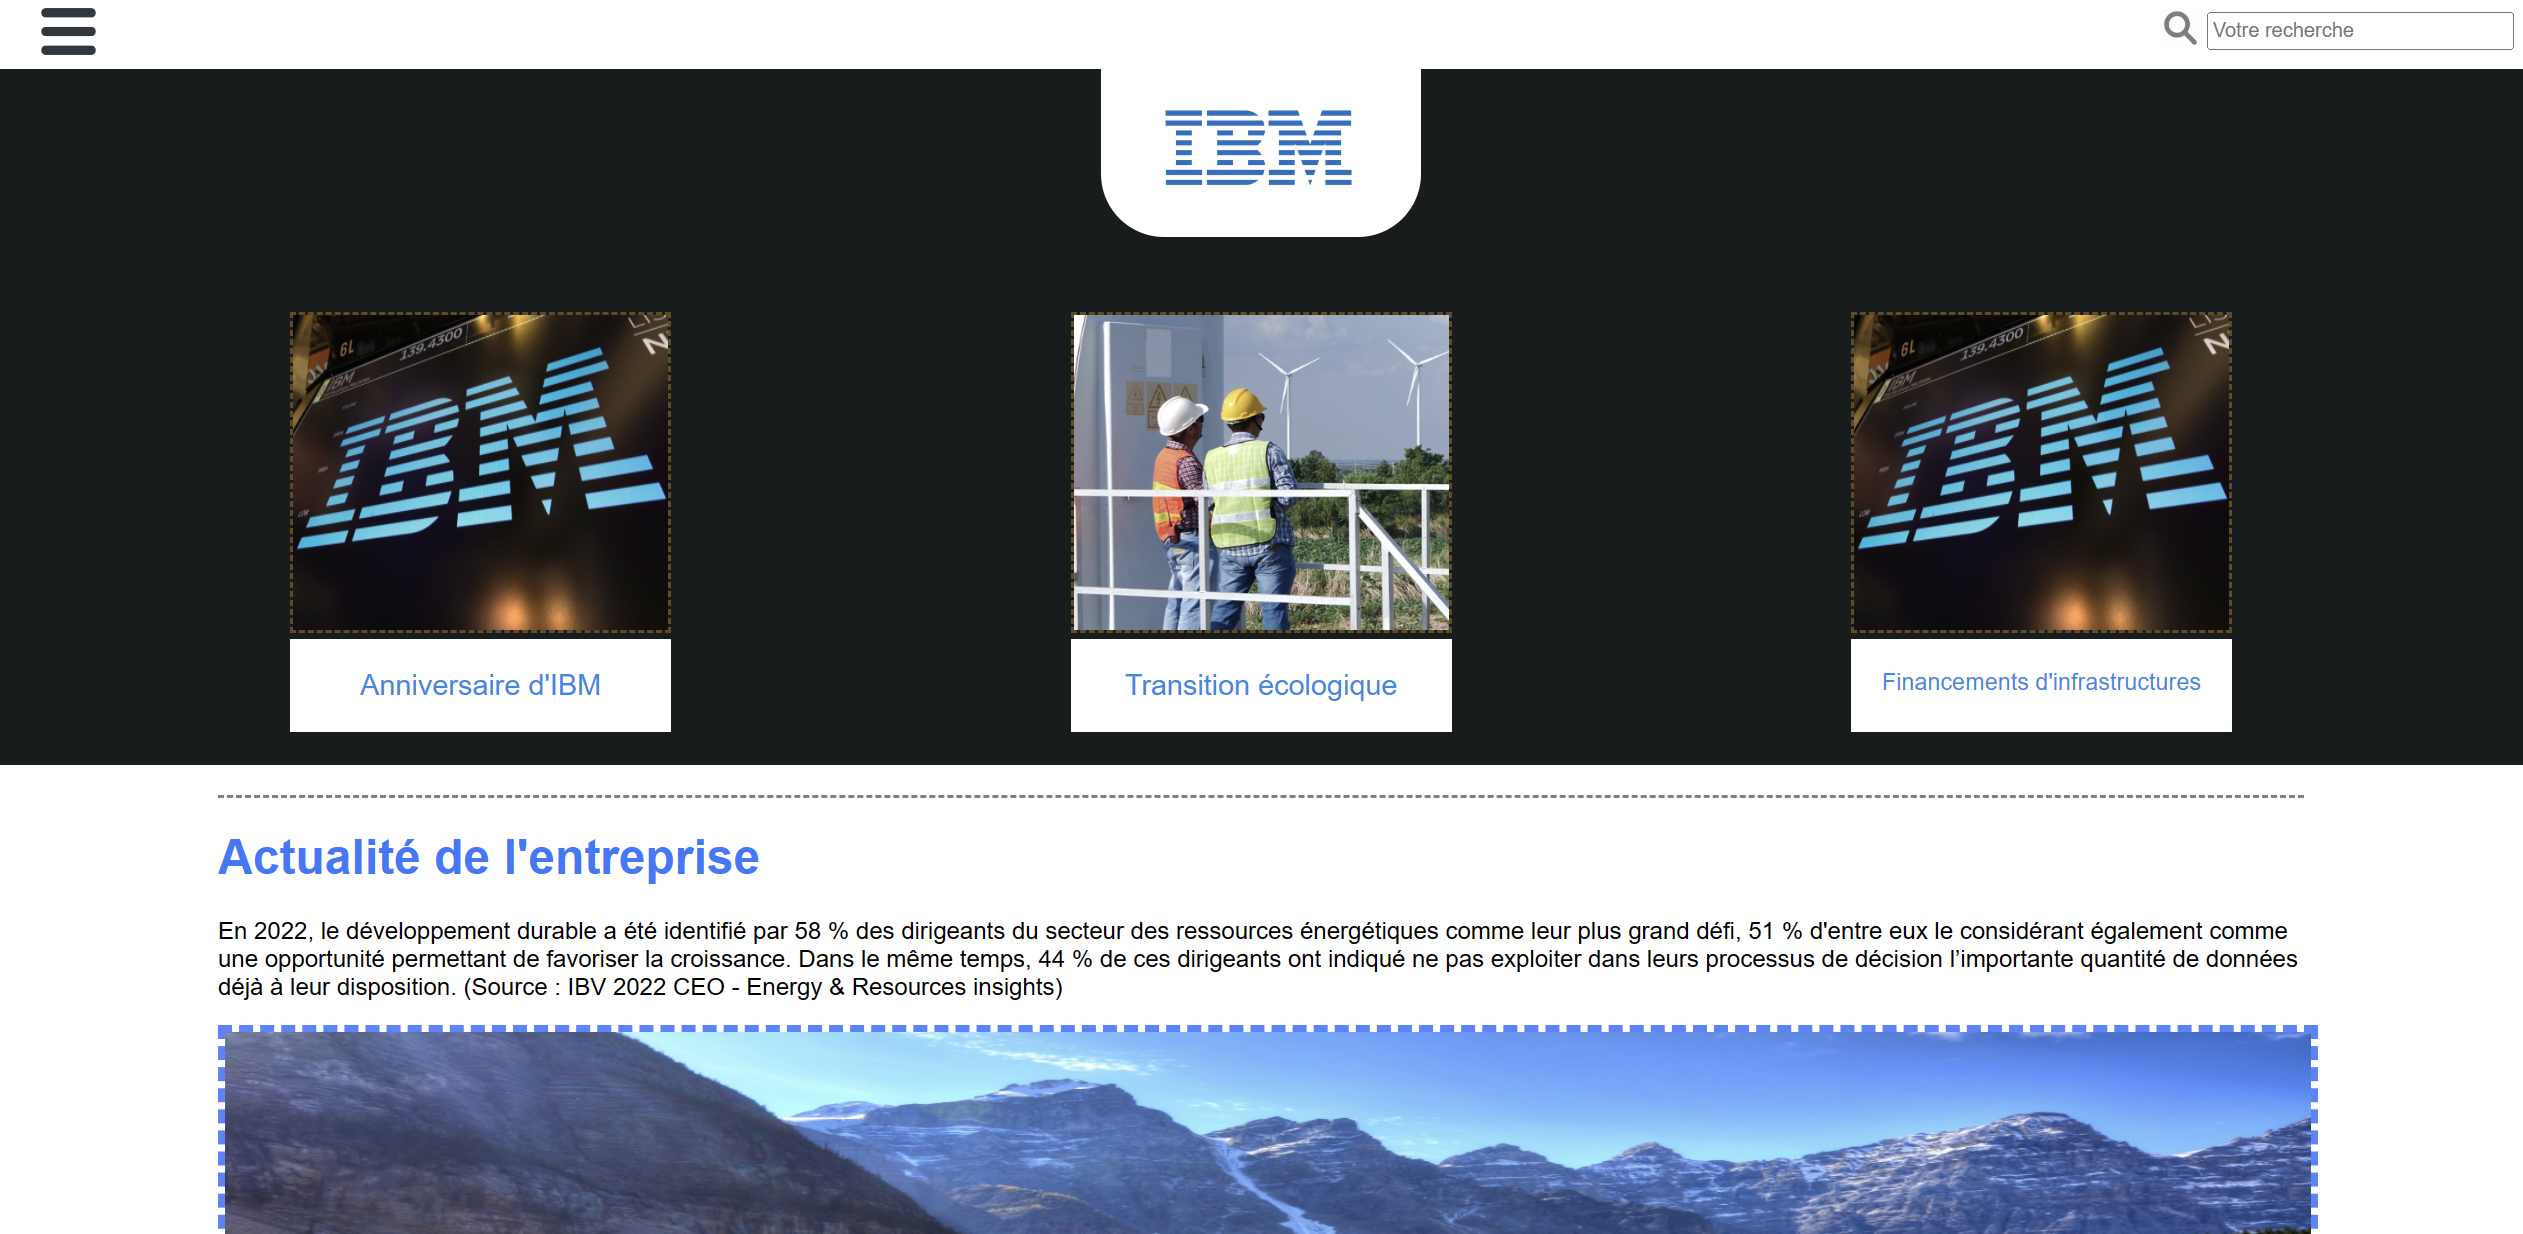 Votre recherche
IBM
6L
139.4300
IBM
N
IBM
6L
139.4300
IBM
N
IBM
Anniversaire d'IBM
Transition écologique
Financements d'infrastructures
Actualité de l'entreprise
En 2022, le développement durable a été identifié par 58 % des dirigeants du secteur des ressources énergétiques comme leur plus grand défi, 51 % d'entre eux le considérant également comme
une opportunité permettant de favoriser la croissance. Dans le même temps, 44 % de ces dirigeants ont indiqué ne pas exploiter dans leurs processus de décision l’importante quantité de données
déjà à leur disposition. (Source : IBV 2022 CEO - Energy & Resources insights)